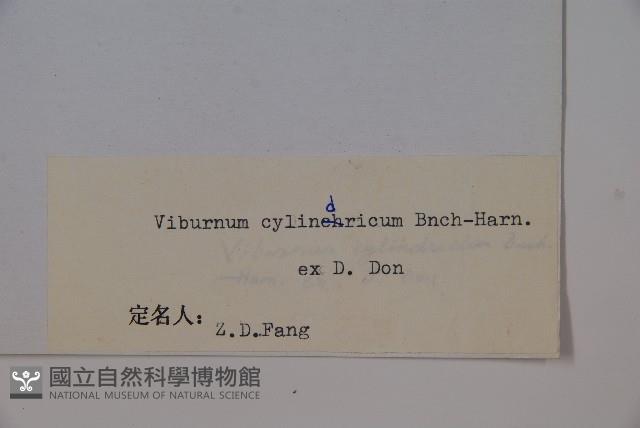 d
Viburnum cylinehricum Bnch-Harn.
ex D. Don
定名人：
Z.D.Fang
國立自然科學博物館
NATIONAL MUSEUM OF NATURAL SCIENCE